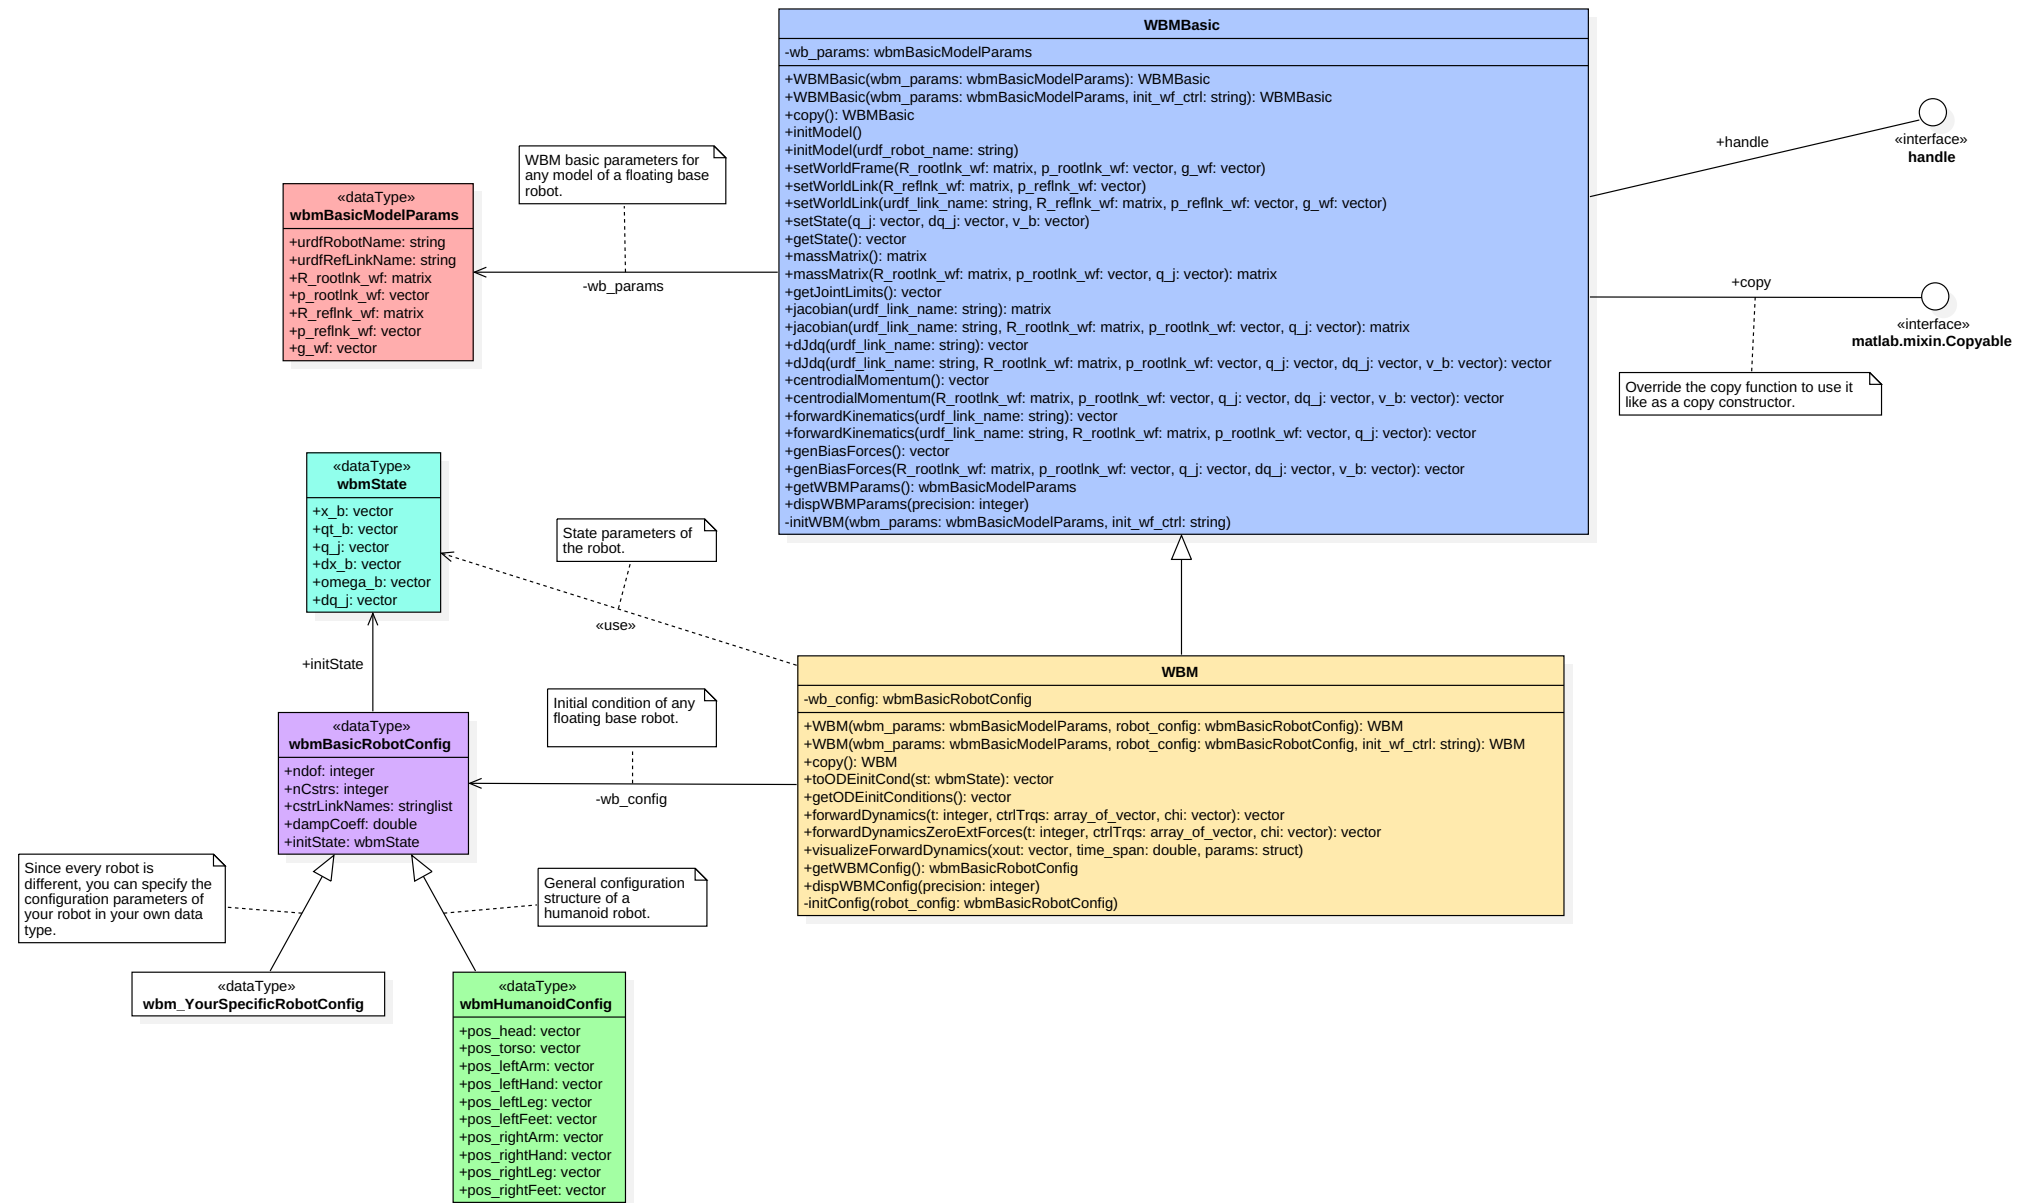 WBMBasic
-wb_params: wbmBasicModelParams
+WBMBasic(wbm_params: wbmBasicModelParams): WBMBasic
+WBMBasic(wbm_params: wbmBasicModelParams, init_wf_ctrl: string): WBMBasic
+copy(): WBMBasic
+initModel()
+initModel(urdf_robot_name: string)
+setWorldFrame(R_rootlnk_wf: matrix, p_rootlnk_wf: vector, g_wf: vector)
+setWorldLink(R_reflnk_wf: matrix, p_reflnk_wf: vector)
+setWorldLink(urdf_link_name: string, R_reflnk_wf: matrix, p_reflnk_wf: vector, g_wf: vector)
+setState(q_j: vector, dq_j: vector, v_b: vector)
+getState(): vector
+massMatrix(): matrix
+massMatrix(R_rootlnk_wf: matrix, p_rootlnk_wf: vector, q_j: vector): matrix
+getJointLimits(): vector
+jacobian(urdf_link_name: string): matrix
+jacobian(urdf_link_name: string, R_rootlnk_wf: matrix, p_rootlnk_wf: vector, q_j: vector): matrix
+dJdq(urdf_link_name: string): vector
+dJdq(urdf_link_name: string, R_rootlnk_wf: matrix, p_rootlnk_wf: vector, q_j: vector, dq_j: vector, v_b: vector): vector
+centrodialMomentum(): vector
+centrodialMomentum(R_rootlnk_wf: matrix, p_rootlnk_wf: vector, q_j: vector, dq_j: vector, v_b: vector): vector
+forwardKinematics(urdf_link_name: string): vector
+forwardKinematics(urdf_link_name: string, R_rootlnk_wf: matrix, p_rootlnk_wf: vector, q_j: vector): vector
+genBiasForces(): vector
+genBiasForces(R_rootlnk_wf: matrix, p_rootlnk_wf: vector, q_j: vector, dq_j: vector, v_b: vector): vector
+getWBMParams(): wbmBasicModelParams
+dispWBMParams(precision: integer)
-initWBM(wbm_params: wbmBasicModelParams, init_wf_ctrl: string)
+handle
«interface»
handle
+copy
«interface»
matlab.mixin.Copyable
Override the copy function to use it
like as a copy constructor.
WBM basic parameters for
any model of a floating base
robot.
-wb_params
«dataType»
wbmBasicModelParams
+urdfRobotName: string
+urdfRefLinkName: string
+R_rootlnk_wf: matrix
+p_rootlnk_wf: vector
+R_reflnk_wf: matrix
+p_reflnk_wf: vector
+g_wf: vector
«dataType»
wbmState
+x_b: vector
+qt_b: vector
+q_j: vector
+dx_b: vector
+omega_b: vector
+dq_j: vector
State parameters of
the robot.
«use»
+initState
WBM
-wb_config: wbmBasicRobotConfig
+WBM(wbm_params: wbmBasicModelParams, robot_config: wbmBasicRobotConfig): WBM
+WBM(wbm_params: wbmBasicModelParams, robot_config: wbmBasicRobotConfig, init_wf_ctrl: string): WBM
+copy(): WBM
+toODEinitCond(st: wbmState): vector
+getODEinitConditions(): vector
+forwardDynamics(t: integer, ctrlTrqs: array_of_vector, chi: vector): vector
+forwardDynamicsZeroExtForces(t: integer, ctrlTrqs: array_of_vector, chi: vector): vector
+visualizeForwardDynamics(xout: vector, time_span: double, params: struct)
+getWBMConfig(): wbmBasicRobotConfig
+dispWBMConfig(precision: integer)
-initConfig(robot_config: wbmBasicRobotConfig)
Initial condition of any
floating base robot.
-wb_config
«dataType»
wbmBasicRobotConfig
+ndof: integer
+nCstrs: integer
+cstrLinkNames: stringlist
+dampCoeff: double
+initState: wbmState
Since every robot is
different, you can specify the
configuration parameters of
your robot in your own data
type.
General configuration
structure of a
humanoid robot.
«dataType»
wbm_YourSpecificRobotConfig
«dataType»
wbmHumanoidConfig
+pos_head: vector
+pos_torso: vector
+pos_leftArm: vector
+pos_leftHand: vector
+pos_leftLeg: vector
+pos_leftFeet: vector
+pos_rightArm: vector
+pos_rightHand: vector
+pos_rightLeg: vector
+pos_rightFeet: vector